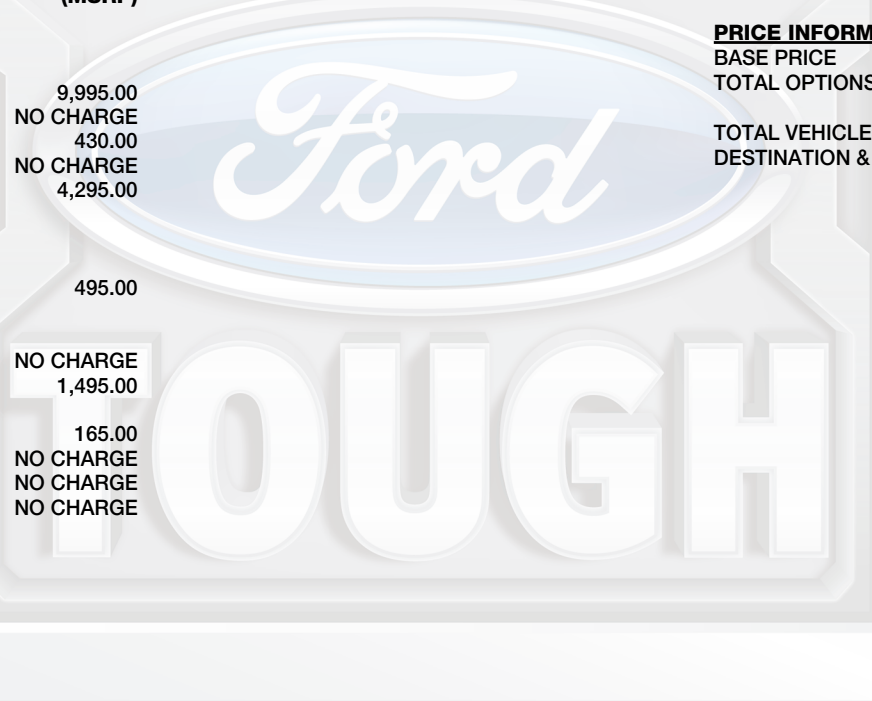 (MSRP)
9,995.00
NO CHARGE
430.00
NO CHARGE
4,295.00
495.00
NO CHARGE
1,495.00
165.00
NO CHARGE
NO CHARGE
NO CHARGE
PRICE INFORM
BASE PRICE
TOTAL OPTIONS
TOTAL VEHICLE
DESTINATION &
Ford
TOUGH